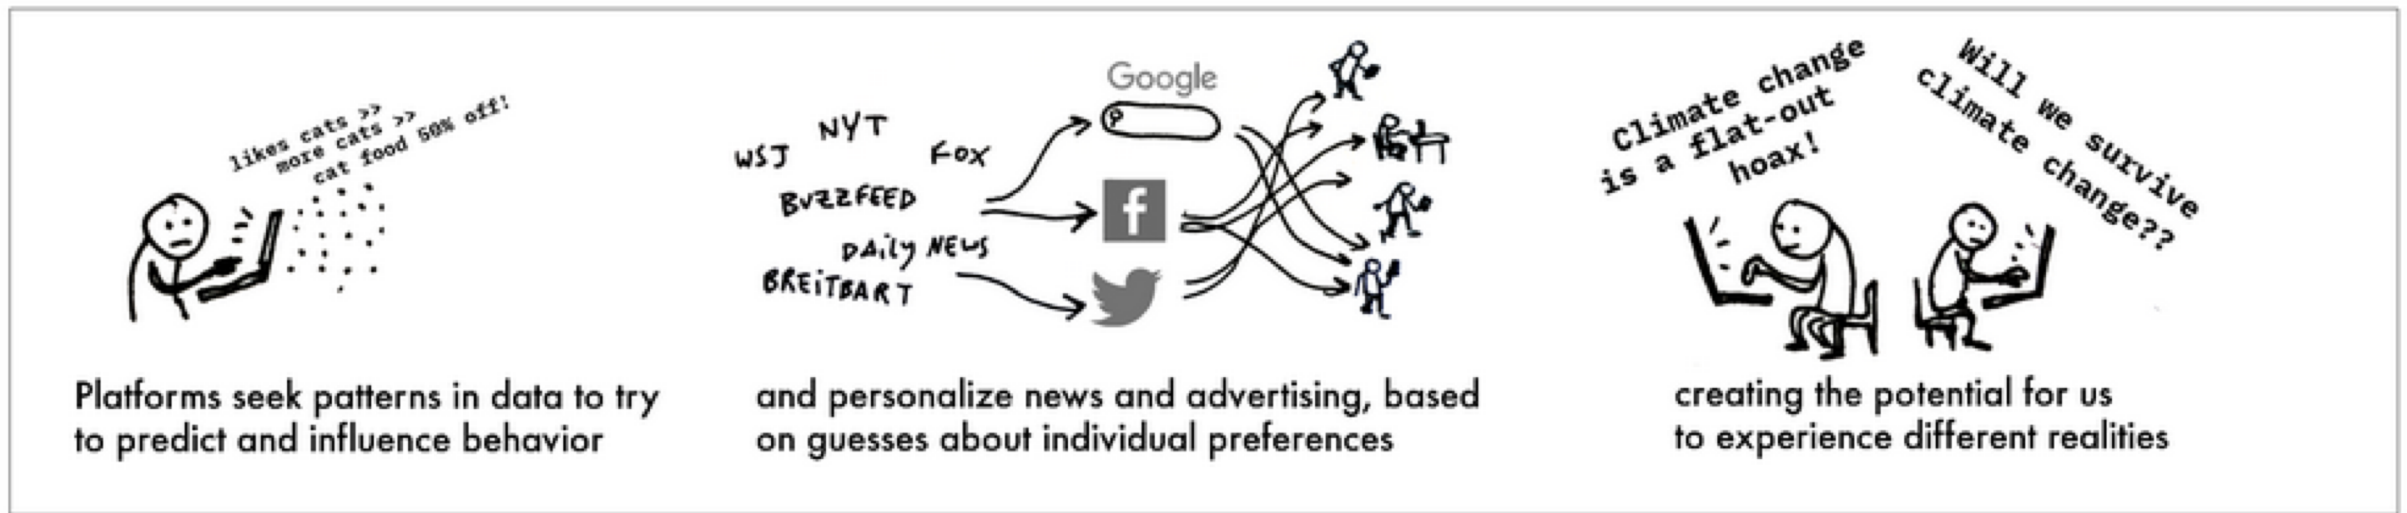 likes cats >>
more cats >>
cat food 50% off!
Platforms seek patterns in data to try
to predict and influence behavior
NYT
WSJ
FOX
BUZZFEED
DAily NEWS
BREiTBART
Google
f
and personalize news and advertising, based
on guesses about individual preferences
Climate change
is a flat-out
hoax!
Will we survive
climate change??
creating the potential for us
to experience different realities